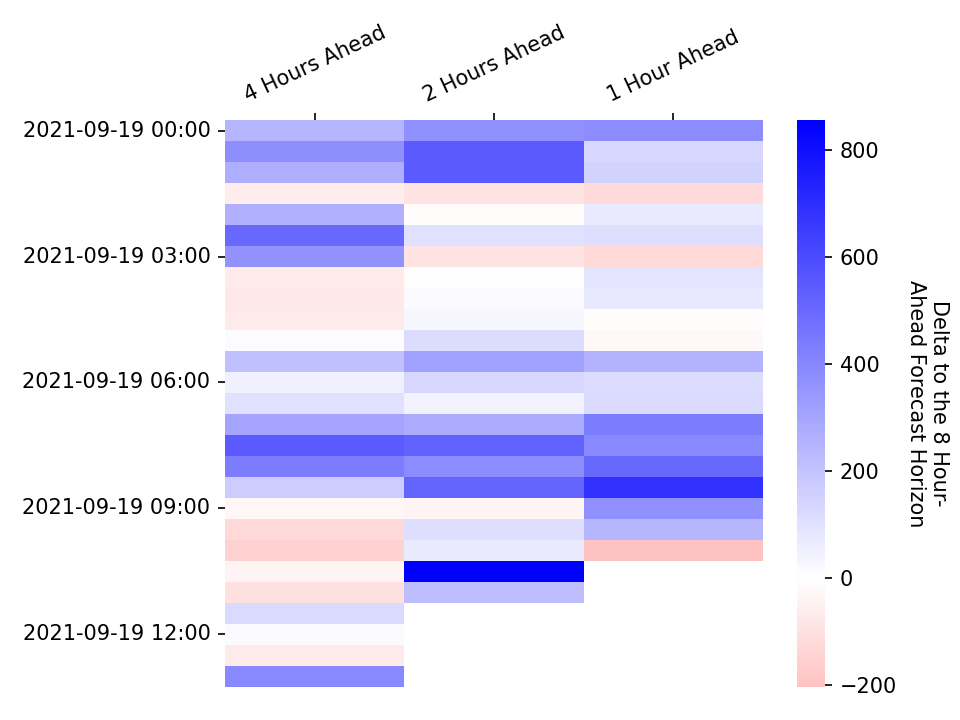 4 Hours Ahead
2 Hours Ahead
1 Hour Ahead
2021-09-19 00:00
2021-09-19 03:00
2021-09-19 06:00
2021-09-19 09:00
2021-09-19 12:00
800
600
400
200
0
−200
Delta to the 8 Hour-
Ahead Forecast Horizon